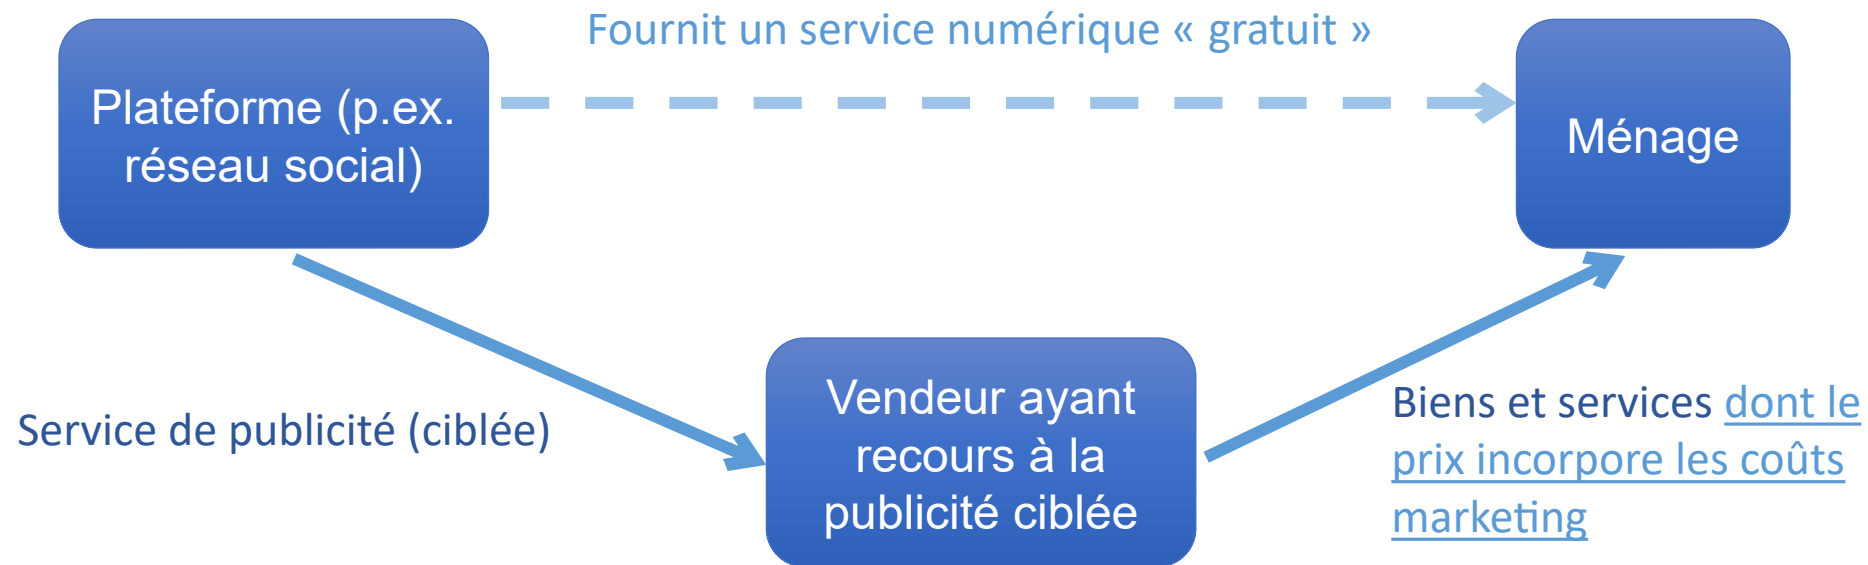 Fournit un service numérique « gratuit »
Plateforme (p.ex.
réseau social)
Ménage
Service de publicité (ciblée)
Vendeur ayant
recours à la
publicité ciblée
Biens et services dont le
prix incorpore les coûts
marketing